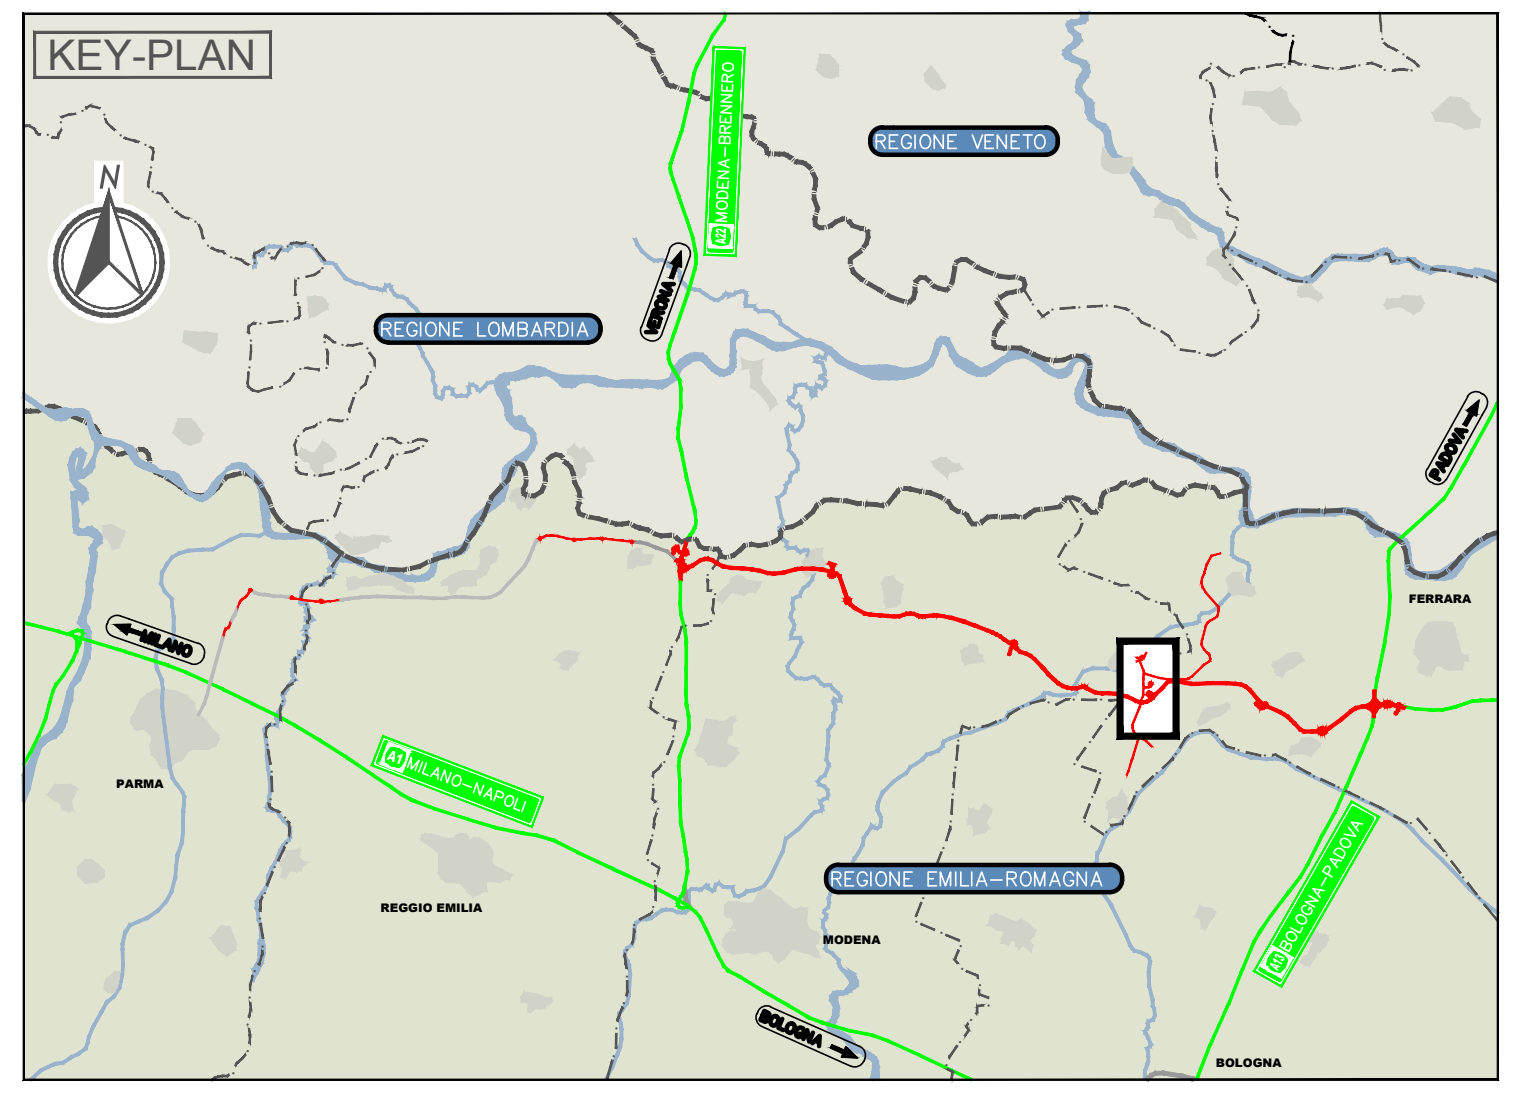 KEY-PLAN
N
A22 MODENA-BRENNERO
REGIONE VENETO
VERONA
REGIONE LOMBARDIA
PADOVA
FERRARA
MILANO
PARMA
A1 MILANO-NAPOLI
REGGIO EMILIA
REGIONE EMILIA-ROMAGNA
A13 BOLOGNA-PADOVA
MODENA
BOLOGNA
BOLOGNA